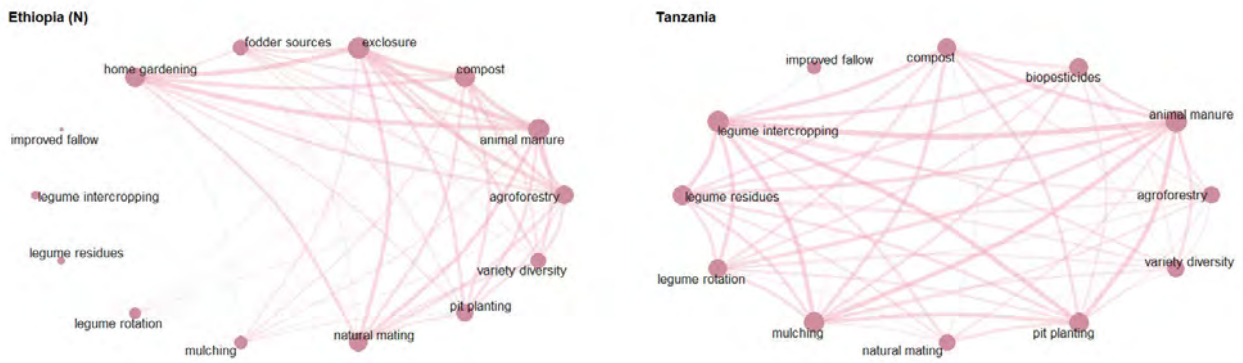 Ethiopia (N)
fodder sources
exclosure
home gardening
compost
animal manure
improved fallow
legume intercropping
agroforestry
legume residues
variety diversity
legume rotation
pit planting
mulching
natural mating
Tanzania
improved fallow
compost
biopesticides
legume intercropping
animal manure
legume residues
agroforestry
legume rotation
variety diversity
mulching
pit planting
natural mating